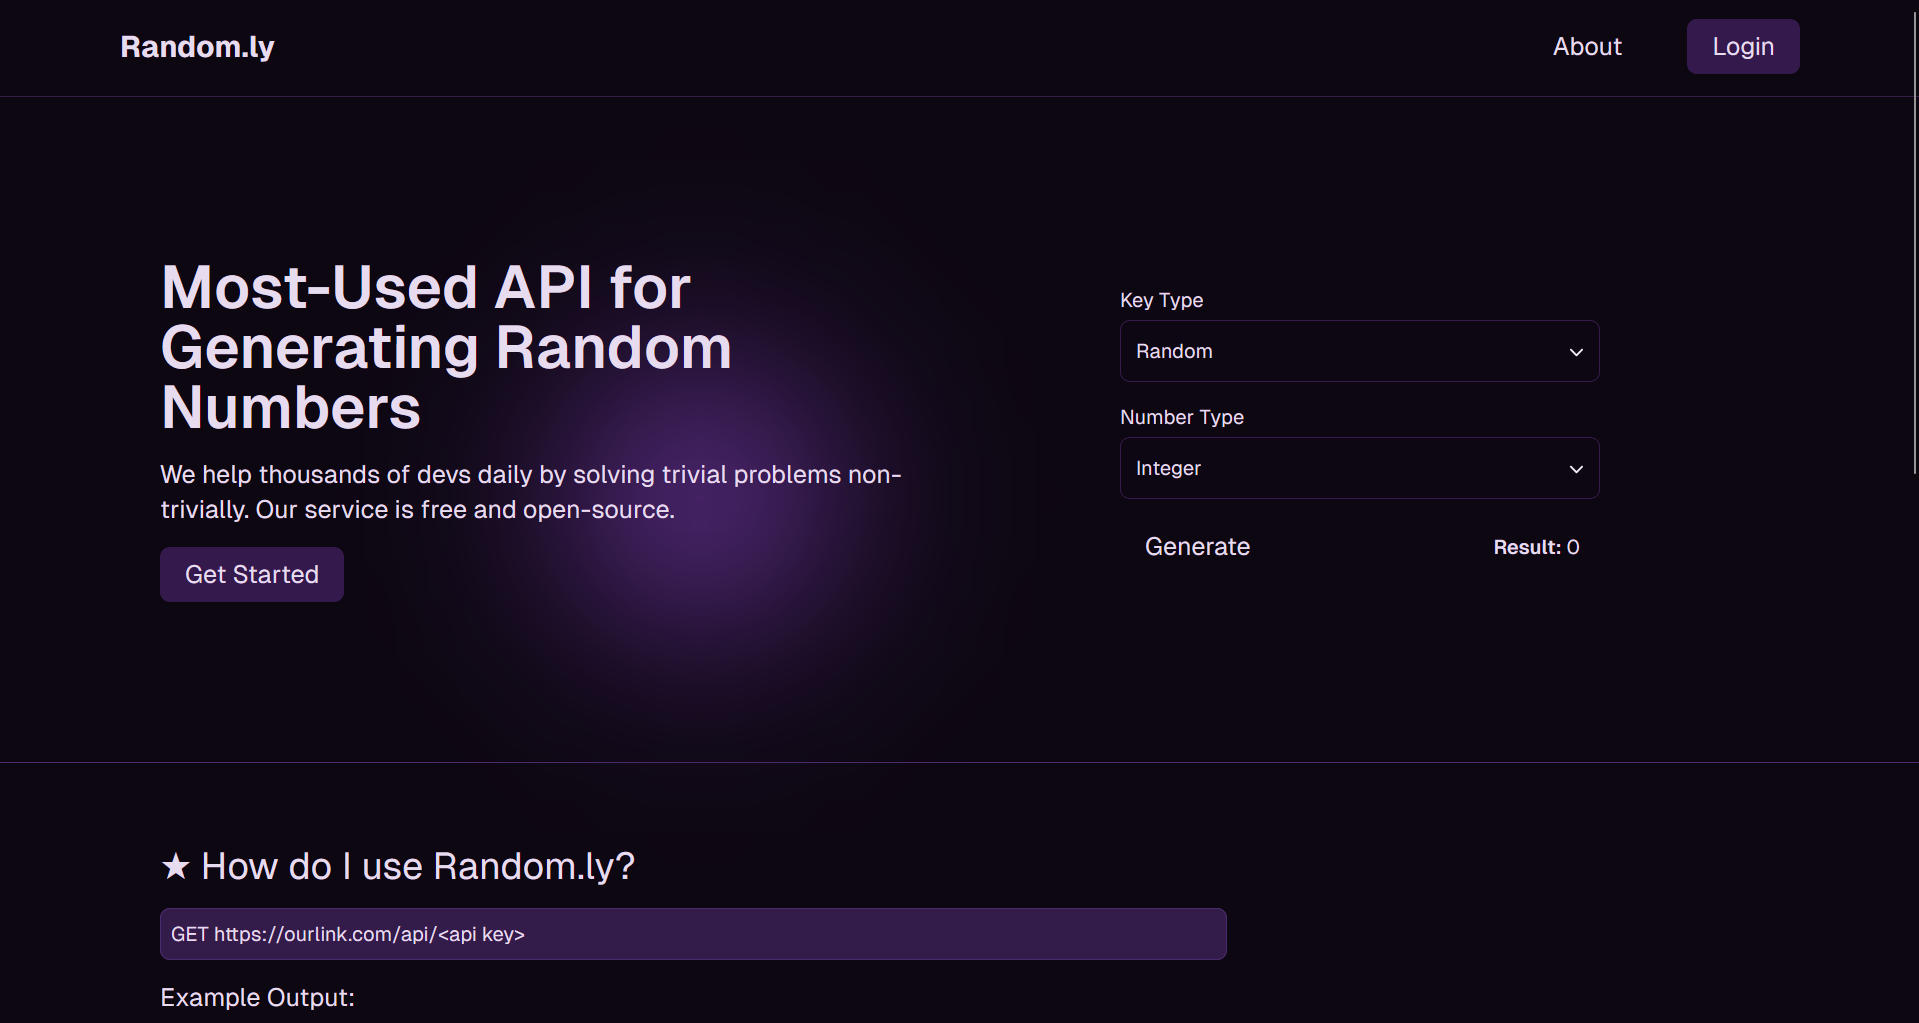 Random.ly
About
Login
Most-Used API for
Generating Random
Numbers
We help thousands of devs daily by solving trivial problems non-
trivially. Our service is free and open-source.
Get Started
Key Type
Random
Number Type
Integer
Generate
Result: 0
★ How do I use Random.ly?
GET https://ourlink.com/api/<api key>
Example Output: